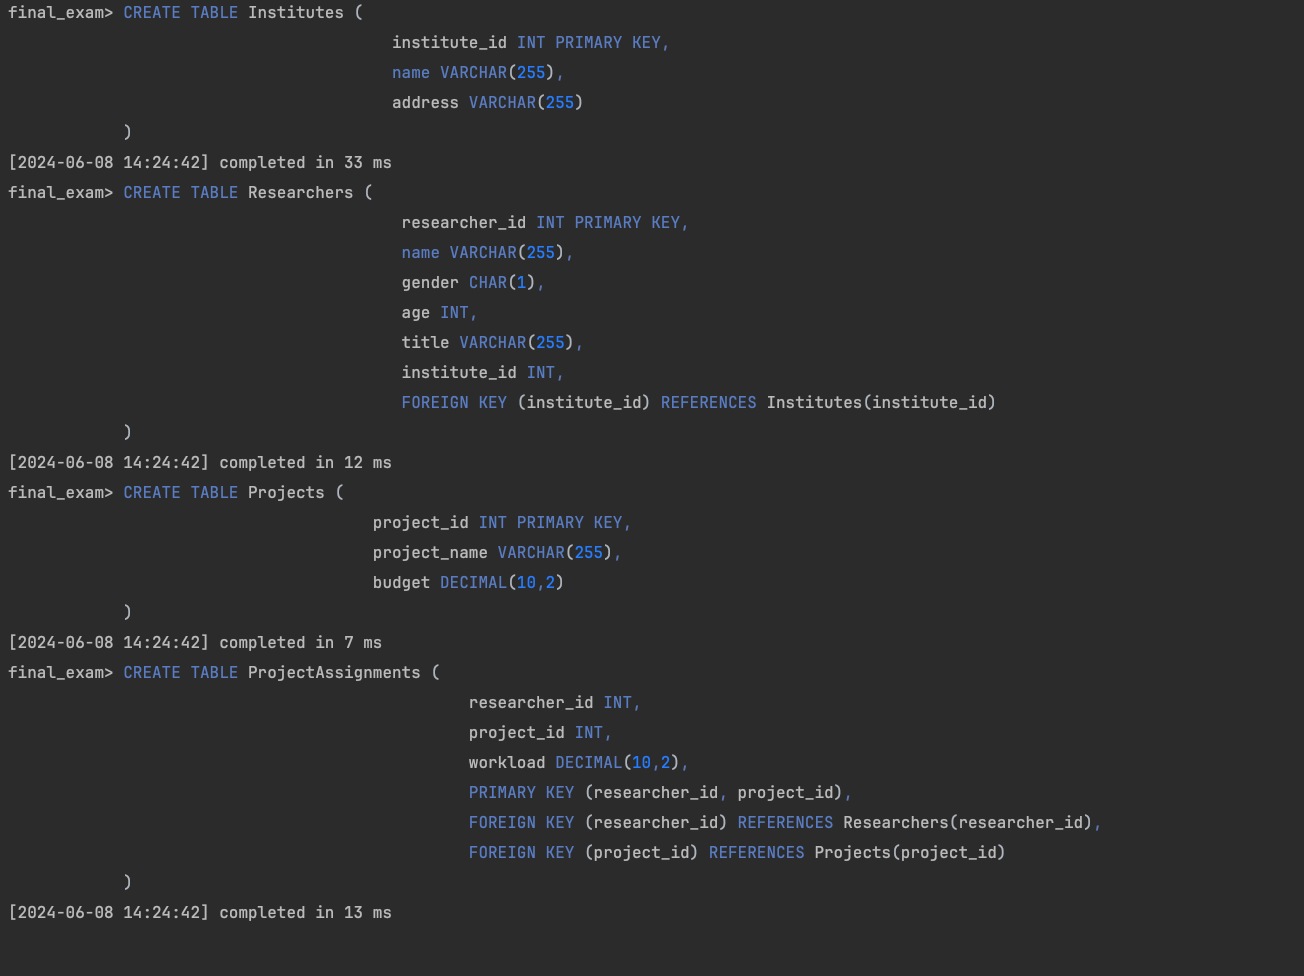 final_exam> CREATE TABLE Institutes (
institute_id INT PRIMARY KEY,
name VARCHAR(255),
address VARCHAR(255)
)
[2024-06-08 14:24:42] completed in 33 ms
final_exam> CREATE TABLE Researchers (
researcher_id INT PRIMARY KEY,
name VARCHAR(255),
gender CHAR(1),
age INT,
title VARCHAR(255),
institute_id INT,
FOREIGN KEY (institute_id) REFERENCES Institutes(institute_id)
)
[2024-06-08 14:24:42] completed in 12 ms
final_exam> CREATE TABLE Projects (
project_id INT PRIMARY KEY,
project_name VARCHAR(255),
budget DECIMAL(10,2)
)
[2024-06-08 14:24:42] completed in 7 ms
final_exam> CREATE TABLE ProjectAssignments (
researcher_id INT,
project_id INT,
workload DECIMAL(10,2),
PRIMARY KEY (researcher_id, project_id),
FOREIGN KEY (researcher_id) REFERENCES Researchers(researcher_id),
FOREIGN KEY (project_id) REFERENCES Projects(project_id)
)
[2024-06-08 14:24:42] completed in 13 ms